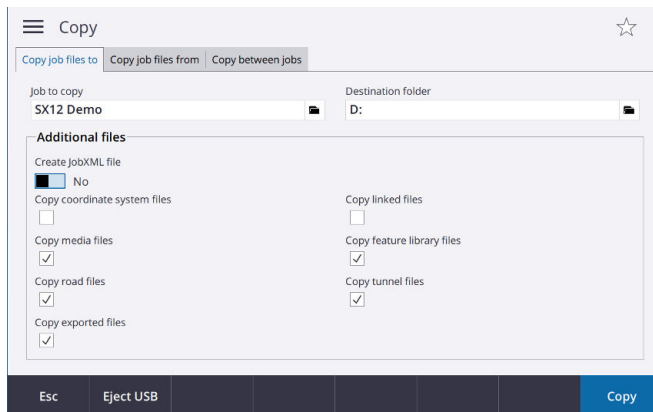 Copy
Copy job files to Copy job files from Copy between jobs
Job to copy Destination folder
SX12 Demo D:
Additional files
Create JobXML file
No
Copy coordinate system files Copy linked files
Copy media files Copy feature library files
Copy road files Copy tunnel files
Copy exported files
Esc Eject USB Copy